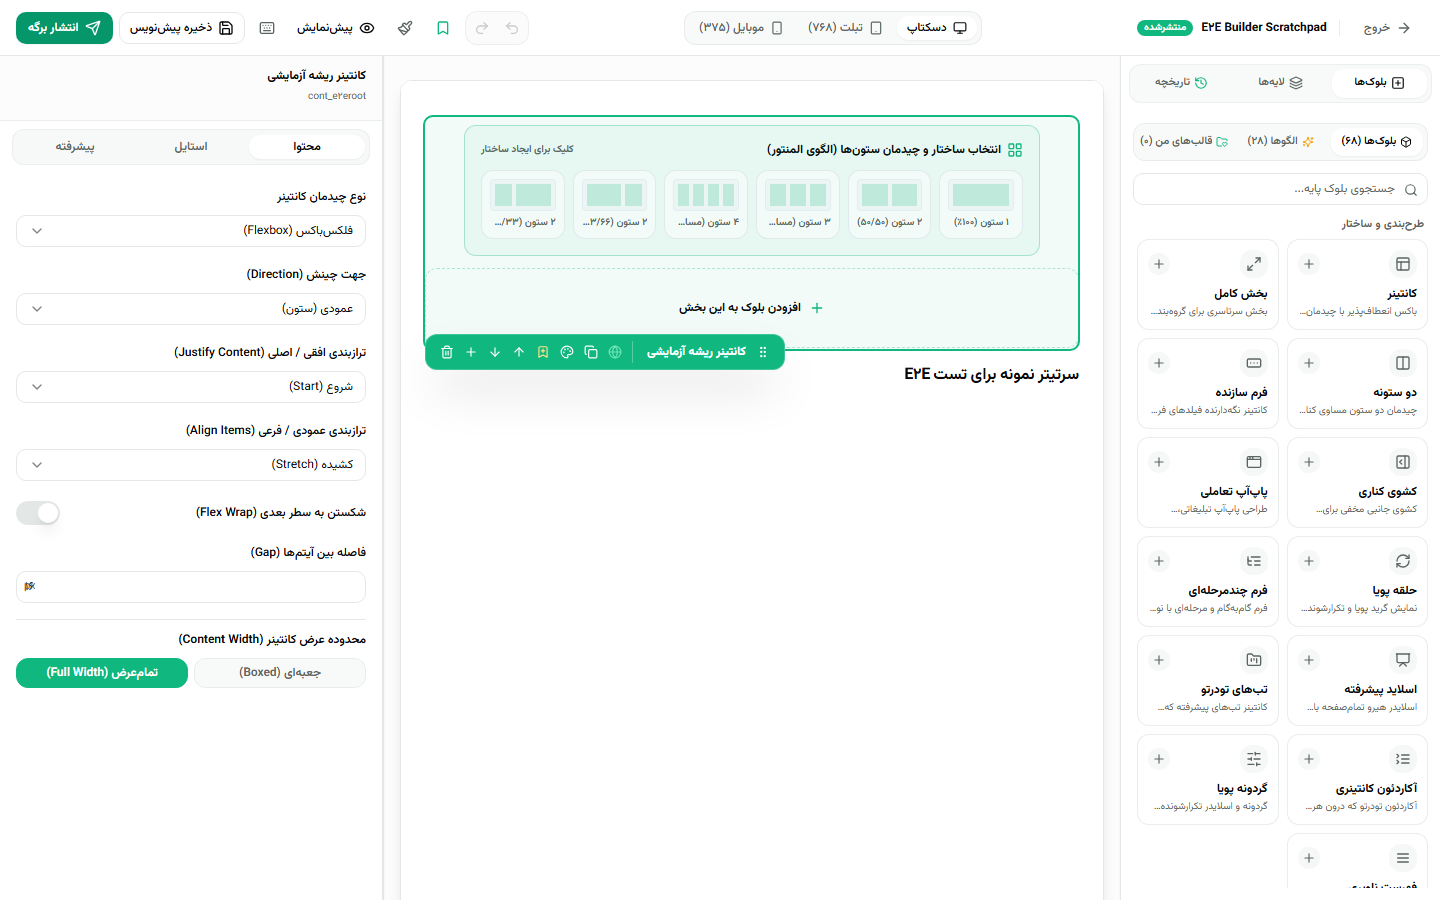 خروج
E۲E Builder Scratchpad
منتشرشده
دسکتاپ
تبلت (۷۶۸)
موبایل (۳۷۵)
پیش‌نمایش
ذخیره پیش‌نویس
انتشار برگه
بلوک‌ها
لایه‌ها
تاریخچه
بلوک‌ها (۶۸)
الگوها (۲۸)
قالب‌های من (۰)
جستجوی بلوک پایه...
طرح‌بندی و ساختار
کانتینر
باکس انعطاف‌پذیر با چیدمان...
بخش کامل
بخش سرتاسری برای گروه‌بند...
دو ستونه
چیدمان دو ستون مساوی کنا...
فرم سازنده
کانتینر نگه‌دارنده فیلدهای فر...
کشوی کناری
کشوی جانبی مخفی برای...
پاپ‌آپ تعاملی
طراحی پاپ‌آپ تبلیغاتی،...
حلقه پویا
نمایش گرید پویا و تکرارشوند...
فرم چندمرحله‌ای
فرم گام‌به‌گام و مرحله‌ای با نو...
اسلاید پیشرفته
اسلایدر هیرو تمام‌صفحه با...
تب‌های تودرتو
کانتینر تب‌های پیشرفته که...
آکاردئون کانتینری
آکاردئون تودرتو که درون هر...
گردونه پویا
گردونه و اسلایدر تکرارشونده...
انتخاب ساختار و چیدمان ستون‌ها (الگوی المنتور)
کلیک برای ایجاد ساختار
۱ ستون (۱۰۰٪)
۲ ستون (۵۰/۵۰)
۳ ستون (مسا...
۴ ستون (مسا...
۲ ستون (۳/۶۶...
۲ ستون (۳۳/...
افزودن بلوک به این بخش
کانتینر ریشه آزمایشی
سرتیتر نمونه برای تست E۲E
کانتینر ریشه آزمایشی
cont_e۲eroot
محتوا
استایل
پیشرفته
نوع چیدمان کانتینر
فلکس‌باکس (Flexbox)
جهت چینش (Direction)
عمودی (ستون)
ترازبندی افقی / اصلی (Justify Content)
شروع (Start)
ترازبندی عمودی / فرعی (Align Items)
کشیده (Stretch)
شکستن به سطر بعدی (Flex Wrap)
فاصله بین آیتم‌ها (Gap)
محدوده عرض کانتینر (Content Width)
جعبه‌ای (Boxed)
تمام‌عرض (Full Width)